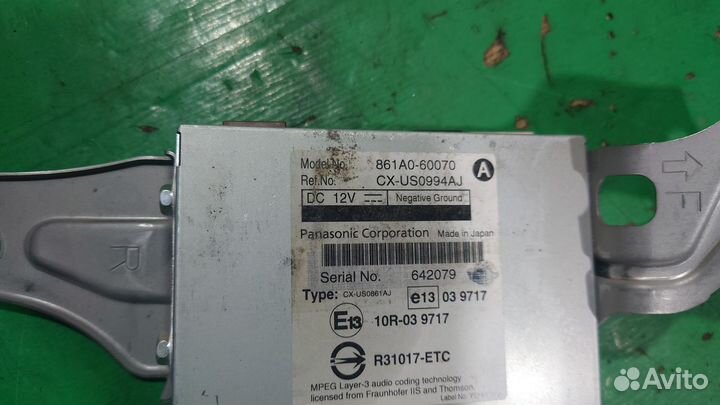 Model No. 861A0-60070 A
Ref.No. CX-US0994AJ
DC 12V Negative Ground
Panasonic Corporation Made in Japan
Serial No. 642079
Type: CX-US0861AJ e13 03 9717
E13 10R-03 9717
R31017-ETC
MPEG Layer-3 audio coding technology
licensed from Fraunhofer IIS and Thomson.
Label No.
R
F
Avito